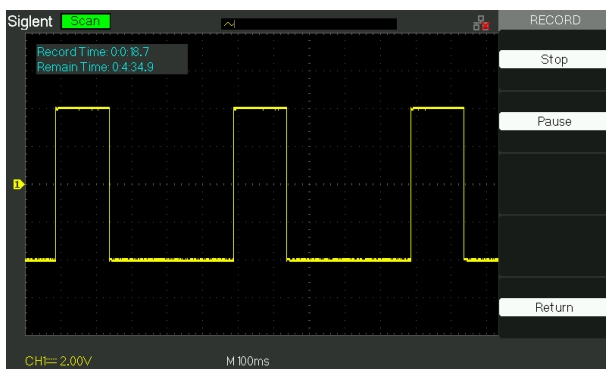 Siglent Scan RECORD
Record Time: 0:0:18.7
Remain Time: 0:4:34.9
Stop
Pause
1
Return
CH1 2.00V M 100ms